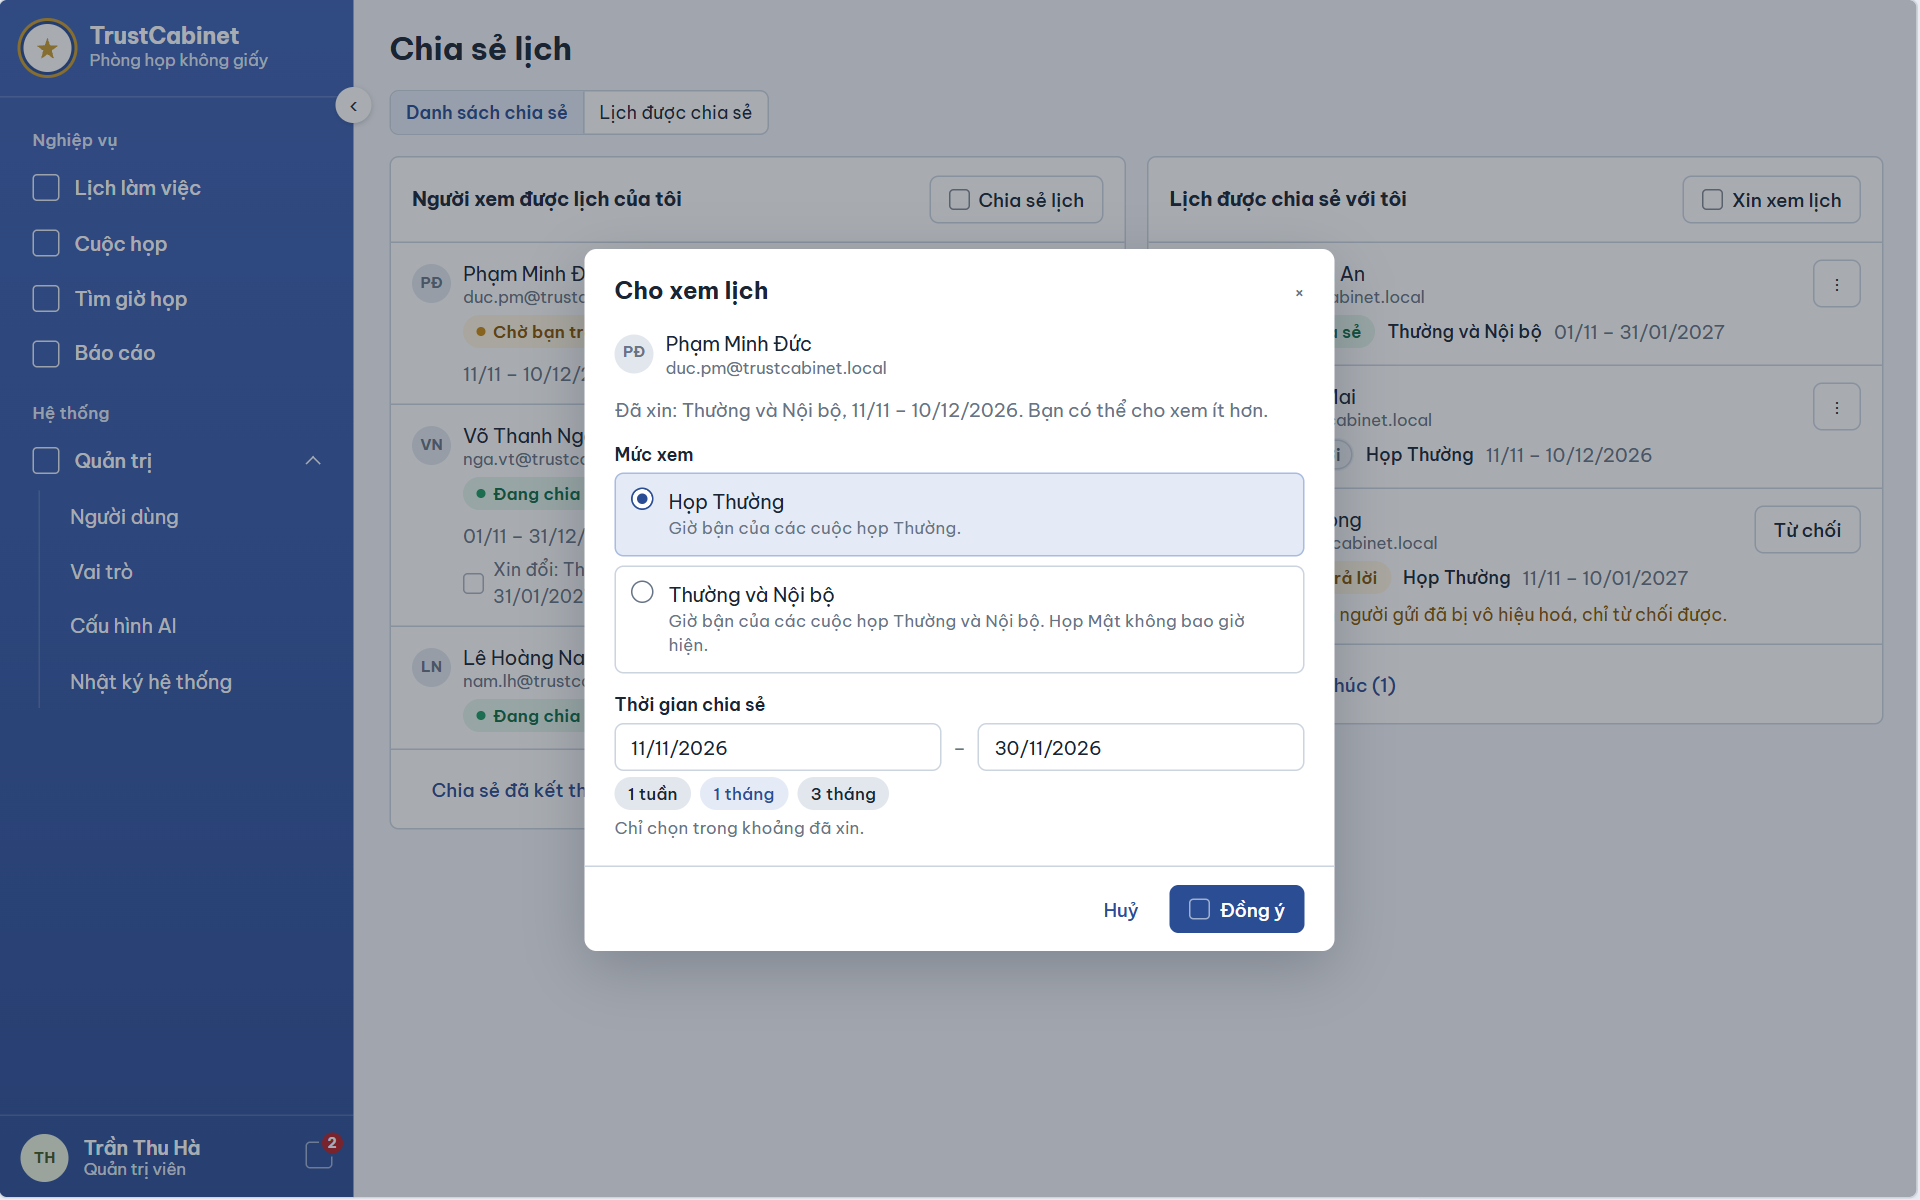 TrustCabinet
Phòng họp không giấy
Nghiệp vụ
Lịch làm việc
Cuộc họp
Tìm giờ họp
Báo cáo
Hệ thống
Quản trị
Người dùng
Vai trò
Cấu hình AI
Nhật ký hệ thống
TH
Trần Thu Hà
Quản trị viên
2
Chia sẻ lịch
Danh sách chia sẻ
Lịch được chia sẻ
Người xem được lịch của tôi
Chia sẻ lịch
PĐ
Phạm Minh
duc.pm@trustc
Chờ bạn tr
11/11 – 10/12/
VN
Võ Thanh Ng
nga.vt@trustc
Đang chia
01/11 – 31/12/
Xin đổi: Th
31/01/202
LN
Lê Hoàng Na
nam.lh@trustc
Đang chia
Chia sẻ đã kết th
Lịch được chia sẻ với tôi
Xin xem lịch
An
abinet.local
sẻ
Thường và Nội bộ
01/11 – 31/01/2027
ai
cabinet.local
i
Họp Thường
11/11 – 10/12/2026
ong
cabinet.local
Từ chối
rả lời
Họp Thường
11/11 – 10/01/2027
người gửi đã bị vô hiệu hoá, chỉ từ chối được.
húc (1)
Cho xem lịch
×
PĐ
Phạm Minh Đức
duc.pm@trustcabinet.local
Đã xin: Thường và Nội bộ, 11/11 – 10/12/2026. Bạn có thể cho xem ít hơn.
Mức xem
Họp Thường
Giờ bận của các cuộc họp Thường.
Thường và Nội bộ
Giờ bận của các cuộc họp Thường và Nội bộ. Họp Mật không bao giờ
hiện.
Thời gian chia sẻ
11/11/2026
–
30/11/2026
1 tuần
1 tháng
3 tháng
Chỉ chọn trong khoảng đã xin.
Huỷ
Đồng ý